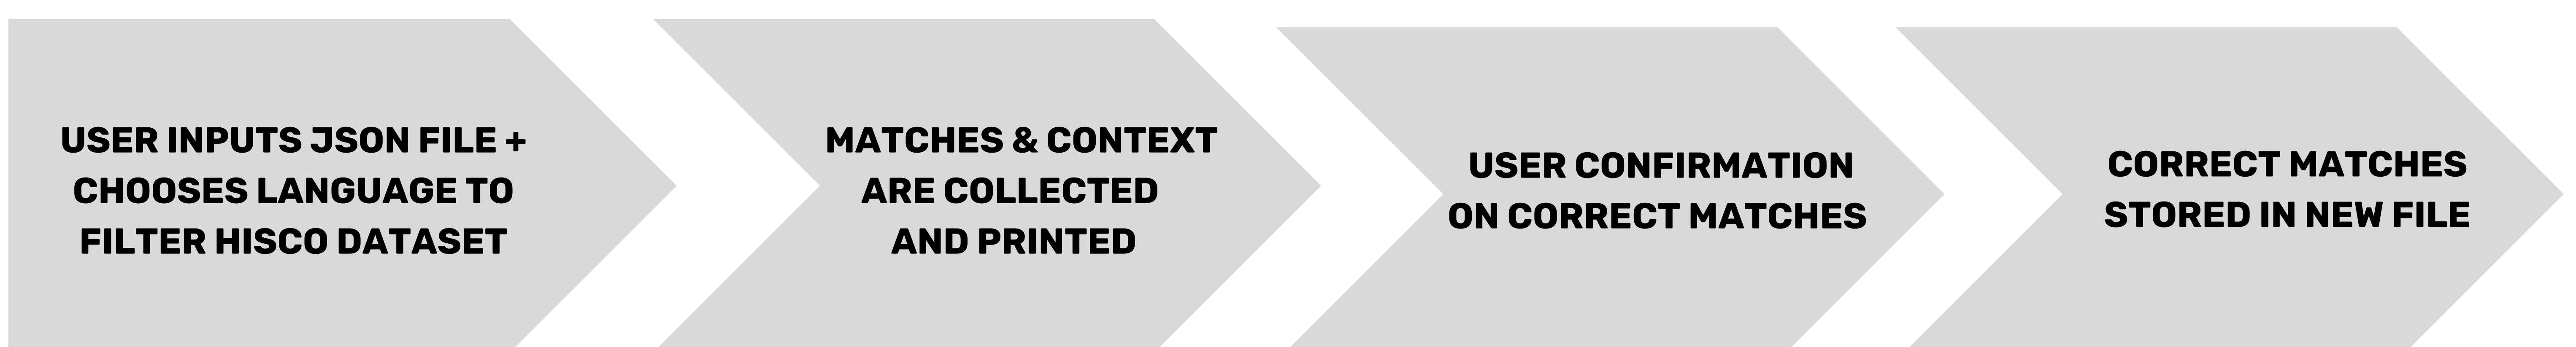 USER INPUTS JSON FILE +
CHOOSES LANGUAGE TO
FILTER HISCO DATASET
MATCHES & CONTEXT
ARE COLLECTED
AND PRINTED
USER CONFIRMATION
ON CORRECT MATCHES
CORRECT MATCHES
STORED IN NEW FILE